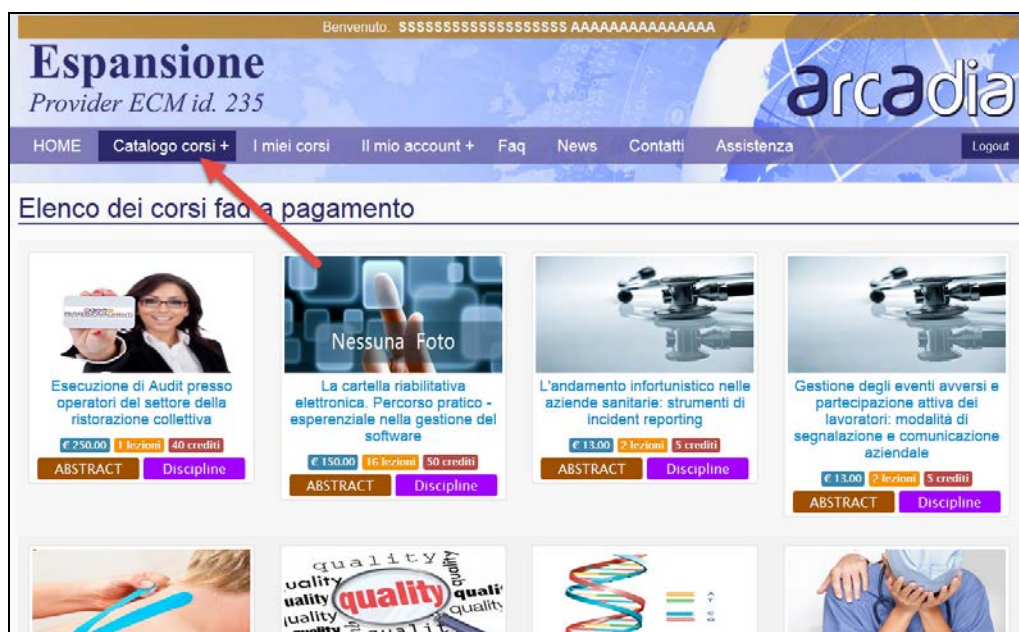 Benvenuto: SSSSSSSSSSSSSSSSSSS AAAAAAAAAAAAAAA
Espansione
Provider ECM id. 235
arcadia
HOME Catalogo corsi + I miei corsi Il mio account + Faq News Contatti Assistenza Logout
Elenco dei corsi fad a pagamento
Nessuna Foto
Esecuzione di Audit presso
operatori del settore della
ristorazione collettiva
€ 250.00 1 lezioni 40 crediti
ABSTRACT Discipline
La cartella riabilitativa
elettronica. Percorso pratico -
esperenziale nella gestione del
software
€ 150.00 16 lezioni 50 crediti
ABSTRACT Discipline
L'andamento infortunistico nelle
aziende sanitarie: strumenti di
incident reporting
€ 13.00 2 lezioni 5 crediti
ABSTRACT Discipline
Gestione degli eventi avversi e
partecipazione attiva dei
lavoratori: modalità di
segnalazione e comunicazione
aziendale
€ 13.00 2 lezioni 5 crediti
ABSTRACT Discipline
quality
quality
quality